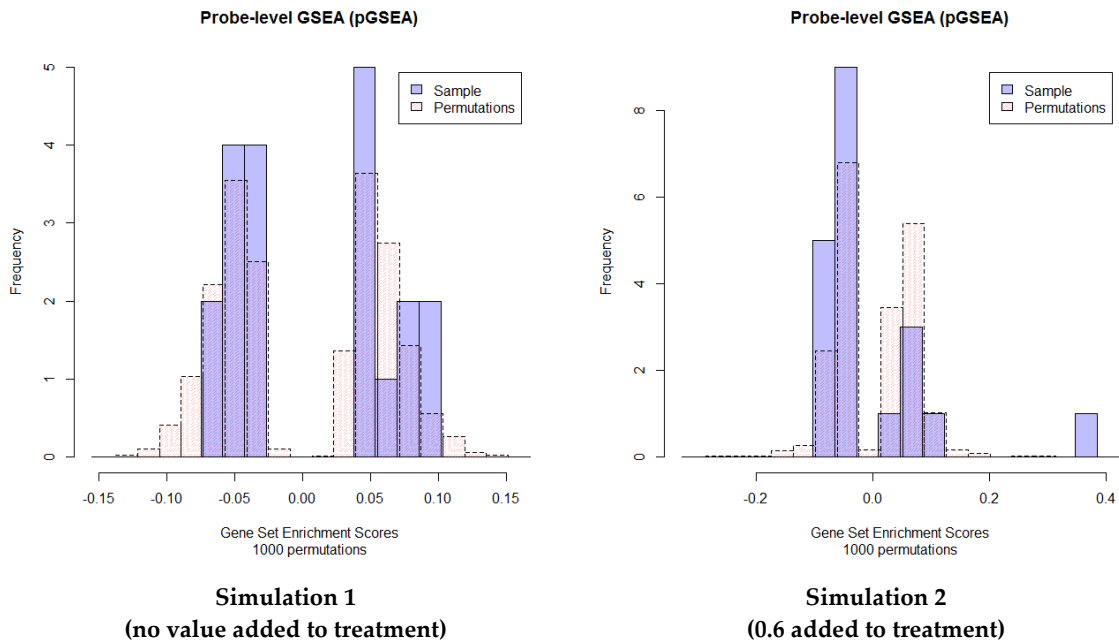 Probe-level GSEA (pGSEA)
Sample
Permutations
Frequency
0
1
2
3
4
5
-0.15
-0.10
-0.05
0.00
0.05
0.10
0.15
Gene Set Enrichment Scores
1000 permutations
Simulation 1
(no value added to treatment)
Probe-level GSEA (pGSEA)
Sample
Permutations
Frequency
0
2
4
6
8
-0.2
0.0
0.2
0.4
Gene Set Enrichment Scores
1000 permutations
Simulation 2
(0.6 added to treatment)